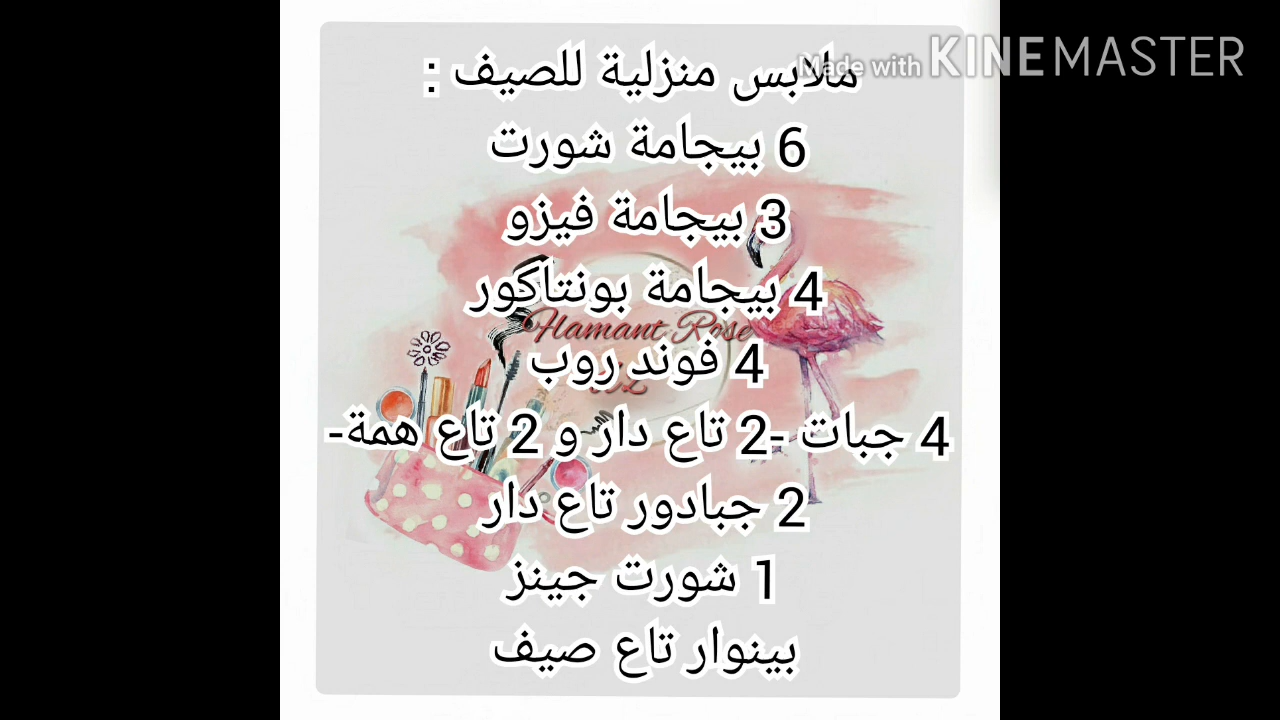 Made with KINEMASTER
ملابس منزلية للصيف :
6 بيجامة شورت
3 بيجامة فيزو
4 بيجامة بونتاكور
Flamant Rose
4 فوند روب
4 جبات -2 تاع دار و 2 تاع همة-
2 جبادور تاع دار
1 شورت جينز
بينوار تاع صيف